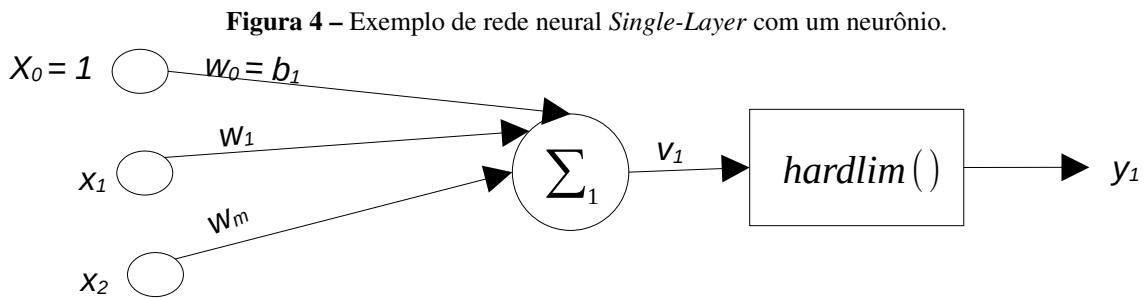 Figura 4 – Exemplo de rede neural Single-Layer com um neurônio.
X₀ = 1
w₀ = b₁
w₁
x₁
wₘ
x₂
∑₁
v₁
hardlim()
y₁